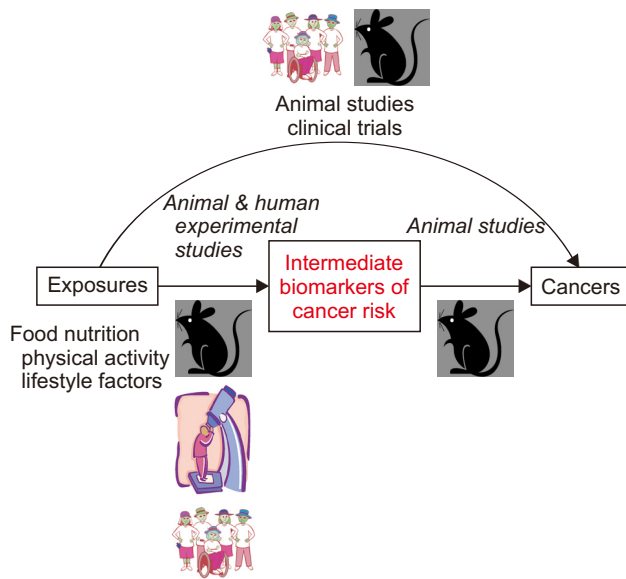 Animal studies
clinical trials
Animal & human
experimental
studies
Animal studies
Exposures
Intermediate
biomarkers of
cancer risk
Cancers
Food nutrition
physical activity
lifestyle factors